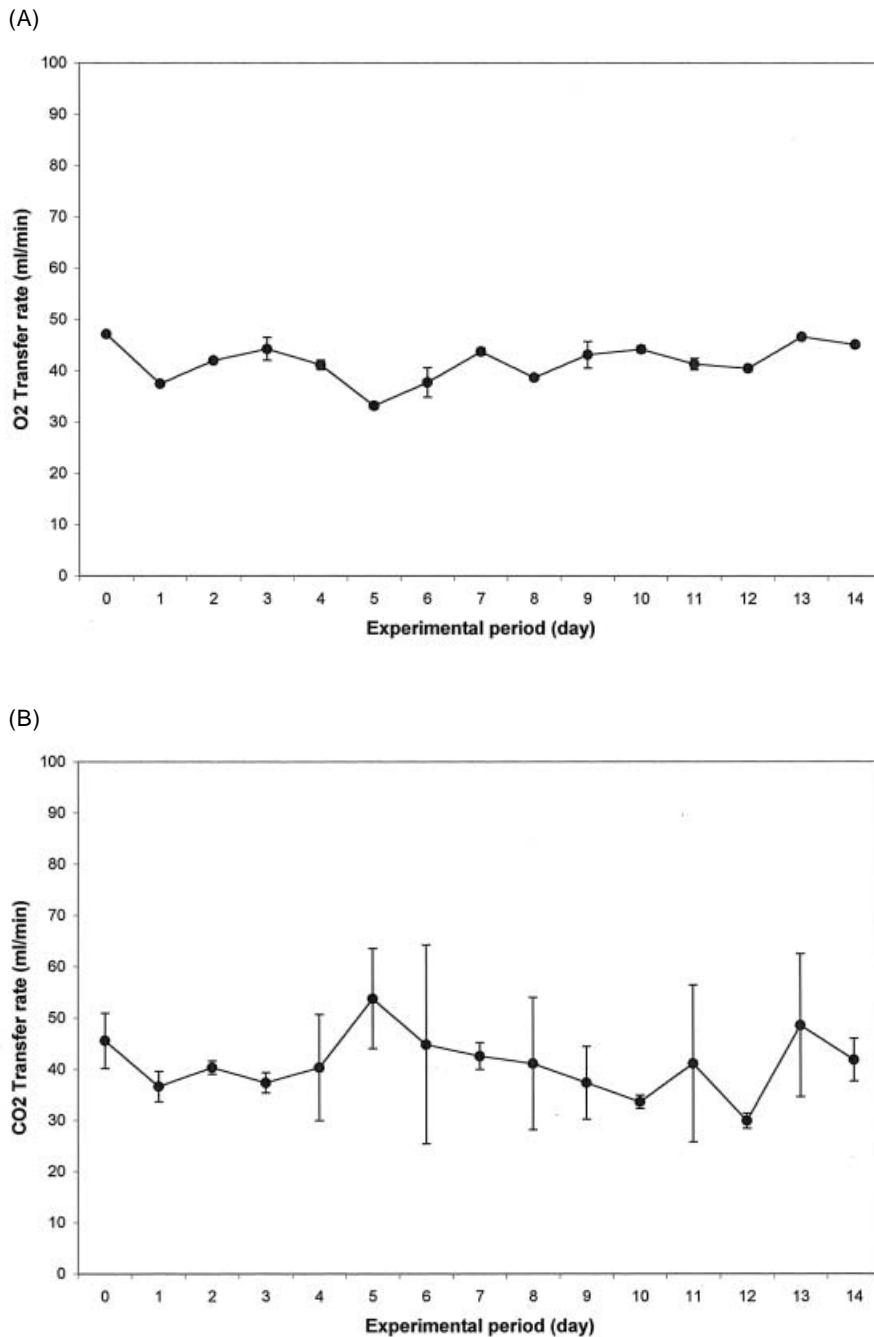 (A)
100
90
80
70
60
50
40
30
20
10
0
O2 Transfer rate (ml/min)
0 1 2 3 4 5 6 7 8 9 10 11 12 13 14
Experimental period (day)
(B)
100
90
80
70
60
50
40
30
20
10
0
CO2 Transfer rate (ml/min)
0 1 2 3 4 5 6 7 8 9 10 11 12 13 14
Experimental period (day)